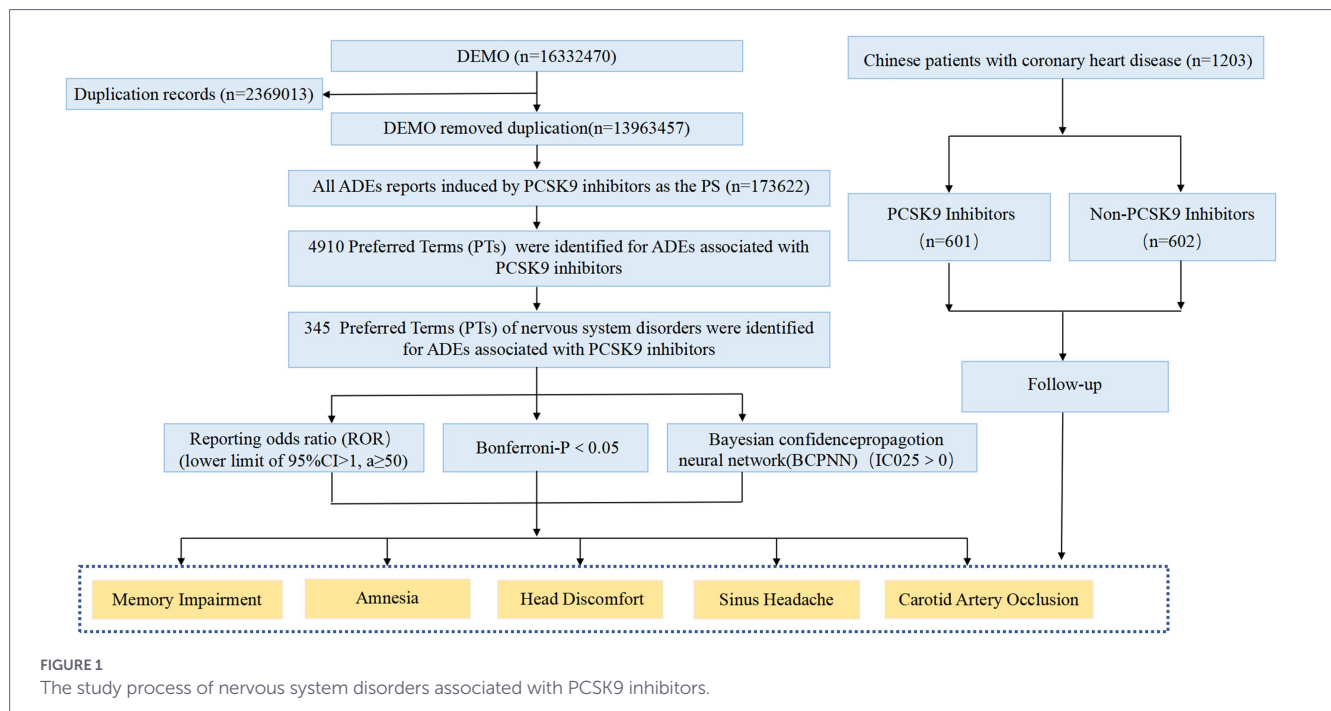 DEMO (n=16332470)
Duplication records (n=2369013)
DEMO removed duplication(n=13963457)
All ADEs reports induced by PCSK9 inhibitors as the PS (n=173622)
4910 Preferred Terms (PTs) were identified for ADEs associated with
PCSK9 inhibitors
345 Preferred Terms (PTs) of nervous system disorders were identified
for ADEs associated with PCSK9 inhibitors
Reporting odds ratio (ROR）
(lower limit of 95%CI>1, a≥50)
Bonferroni-P < 0.05
Bayesian confidencepropagotion
neural network(BCPNN)（IC025 > 0）
Chinese patients with coronary heart disease (n=1203)
PCSK9 Inhibitors
（n=601）
Non-PCSK9 Inhibitors
（n=602）
Follow-up
Memory Impairment
Amnesia
Head Discomfort
Sinus Headache
Carotid Artery Occlusion
FIGURE 1
The study process of nervous system disorders associated with PCSK9 inhibitors.